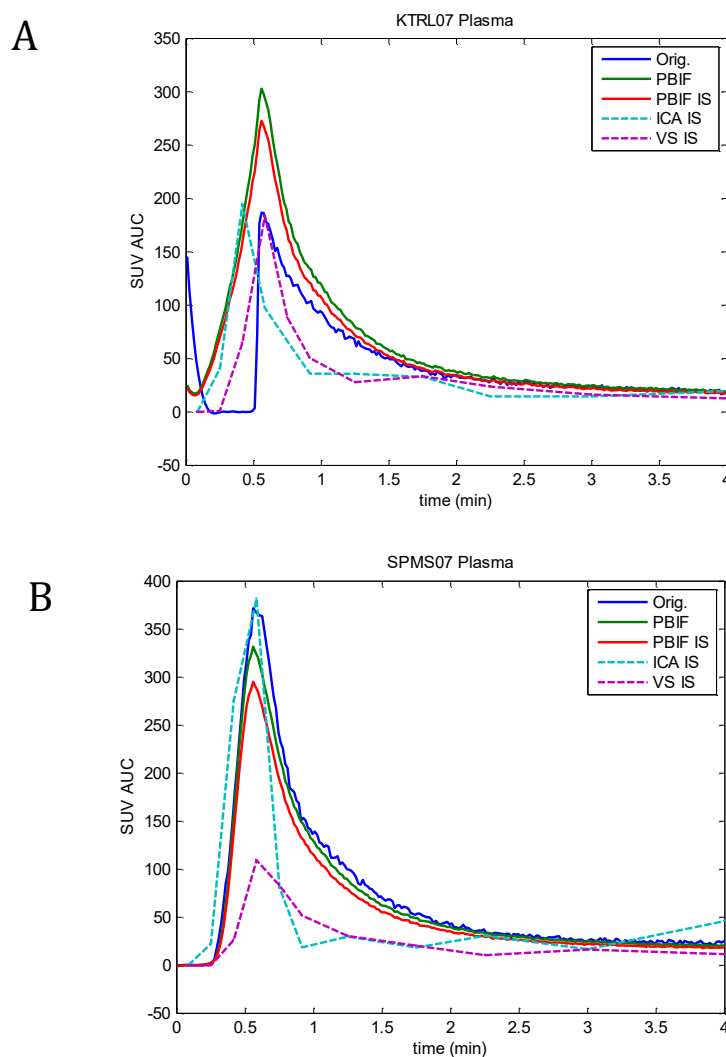 A
KTRL07 Plasma
350
300
250
200
150
100
50
0
-50
SUV AUC
Orig.
PBIF
PBIF IS
ICA IS
VS IS
0 0.5 1 1.5 2 2.5 3 3.5 4
time (min)
B
SPMS07 Plasma
400
350
300
250
200
150
100
50
0
-50
SUV AUC
Orig.
PBIF
PBIF IS
ICA IS
VS IS
0 0.5 1 1.5 2 2.5 3 3.5 4
time (min)